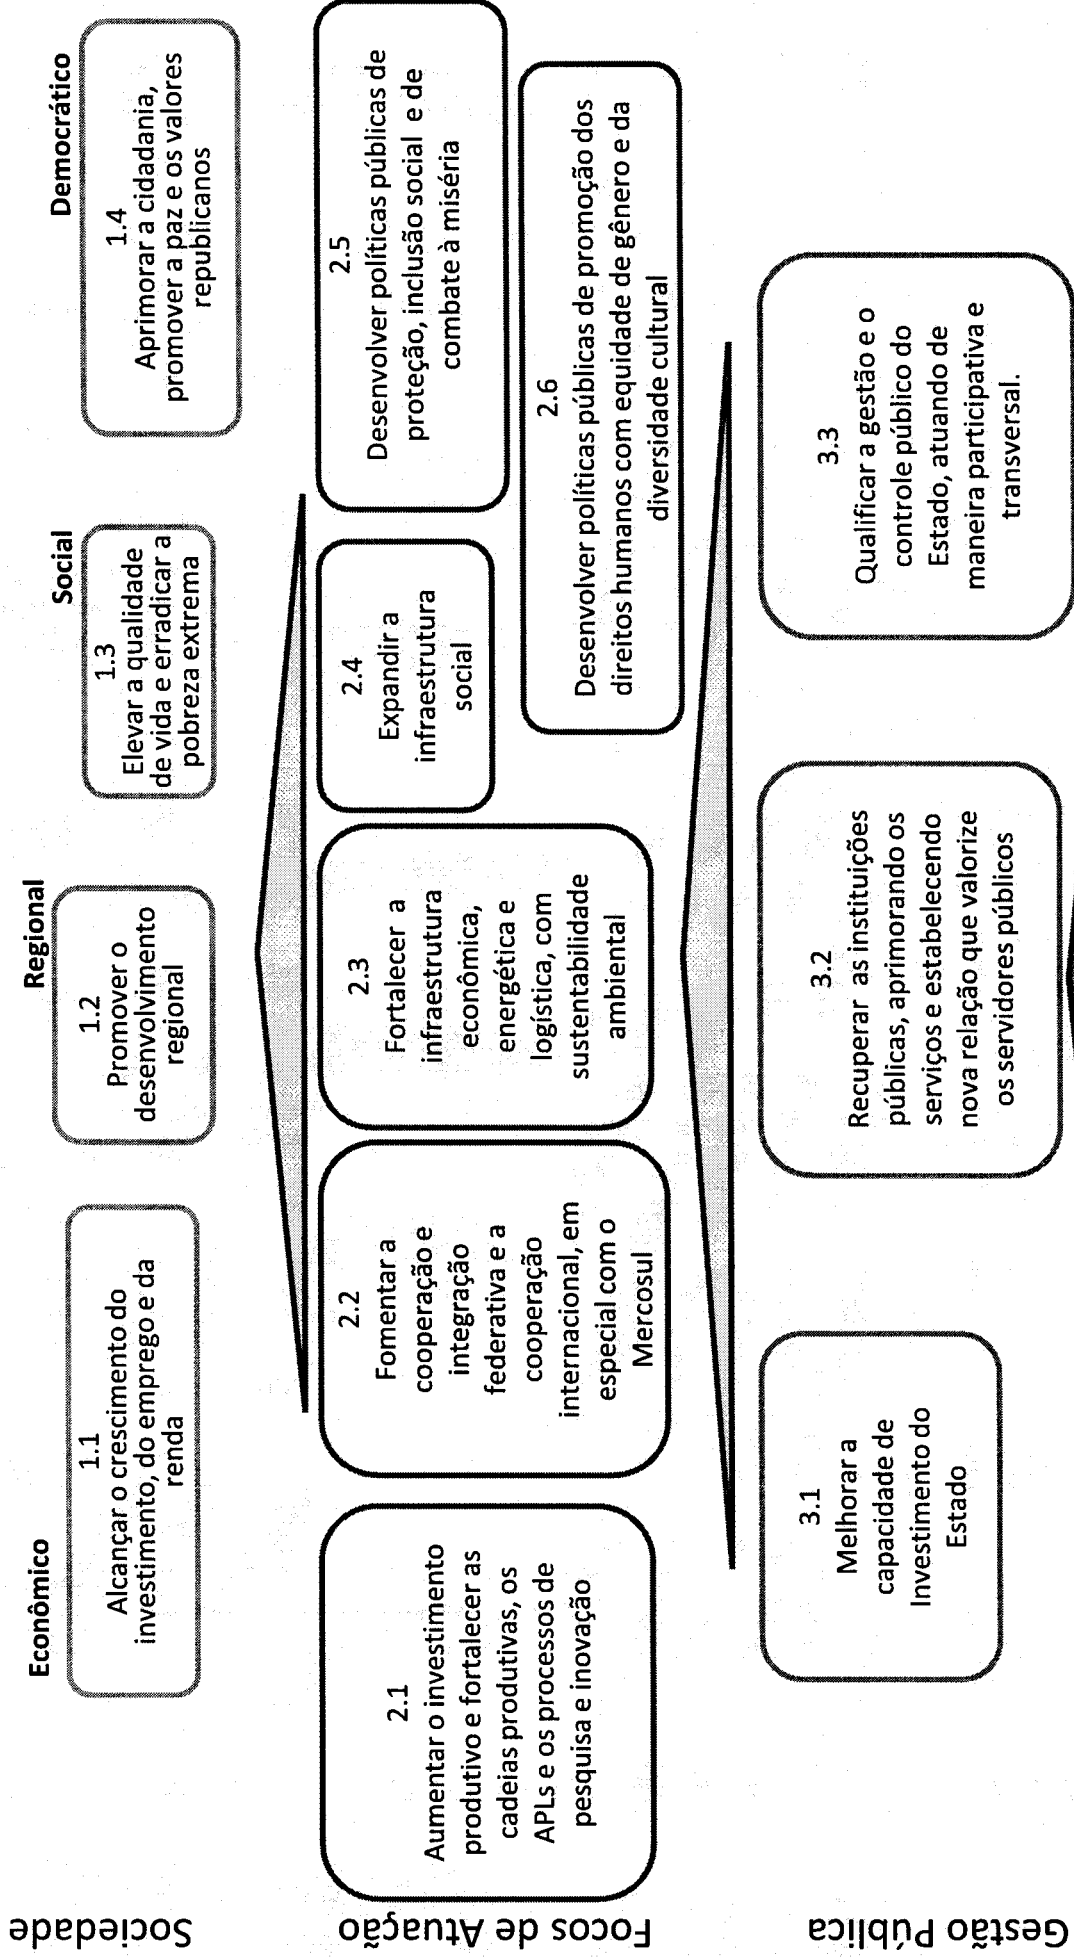 Sociedade
Econômico
1.1
Alcançar o crescimento do
investimento, do emprego e da
renda
Regional
1.2
Promover o
desenvolvimento
regional
Social
1.3
Elevar a qualidade
de vida e erradicar a
pobreza extrema
Democrático
1.4
Aprimorar a cidadania,
promover a paz e os valores
republicanos
Focos de Atuação
2.1
Aumentar o investimento
produtivo e fortalecer as
cadeias produtivas, os
APLs e os processos de
pesquisa e inovação
2.2
Fomentar a
cooperação e
integração
federativa e a
cooperação
internacional, em
especial com o
Mercosul
2.3
Fortalecer a
infraestrutura
econômica,
energética e
logística, com
sustentabilidade
ambiental
2.4
Expandir a
infraestrutura
social
2.5
Desenvolver políticas públicas de
proteção, inclusão social e de
combate à miséria
2.6
Desenvolver políticas públicas de promoção dos
direitos humanos com equidade de gênero e da
diversidade cultural
Gestão Pública
3.1
Melhorar a
capacidade de
Investimento do
Estado
3.2
Recuperar as instituições
públicas, aprimorando os
serviços e estabelecendo
nova relação que valorize
os servidores públicos
3.3
Qualificar a gestão e o
controle público do
Estado, atuando de
maneira participativa e
transversal.